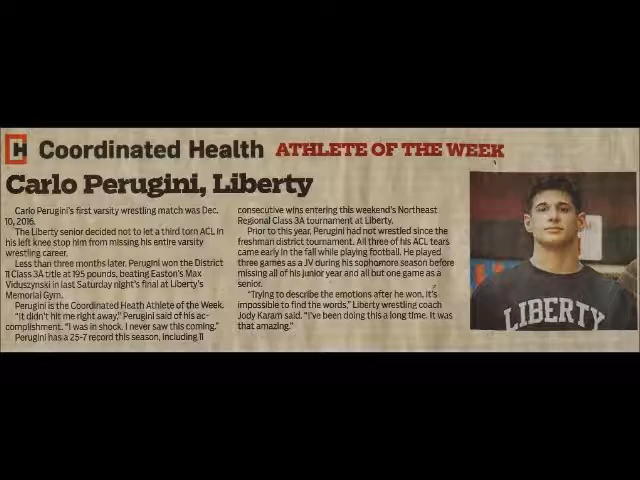 H Coordinated Health ATHLETE OF THE WEEK
Carlo Perugini, Liberty
Carlo Perugini's first varsity wrestling match was Dec.
10, 2016.
The Liberty senior decided not to let a third torn ACL in
his left knee stop him from missing his entire varsity
wrestling career.
Less than three months later, Perugini won the District
11 Class 3A title at 195 pounds, beating Easton's Max
Viduszynski in last Saturday night's final at Liberty's
Memorial Gym.
Perugini is the Coordinated Heath Athlete of the Week.
"It didn't hit me right away," Perugini said of his ac-
complishment. "I was in shock. I never saw this coming."
Perugini has a 25-7 record this season, including 11
consecutive wins entering this weekend's Northeast
Regional Class 3A tournament at Liberty.
Prior to this year, Perugini had not wrestled since the
freshman district tournament. All three of his ACL tears
came early in the fall while playing football. He played
three games as a JV during his sophomore season before
missing all of his junior year and all but one game as a
senior.
"Trying to describe the emotions after he won, it's
impossible to find the words," Liberty wrestling coach
Jody Karam said. "I've been doing this a long time. It was
that amazing."
LIBERTY